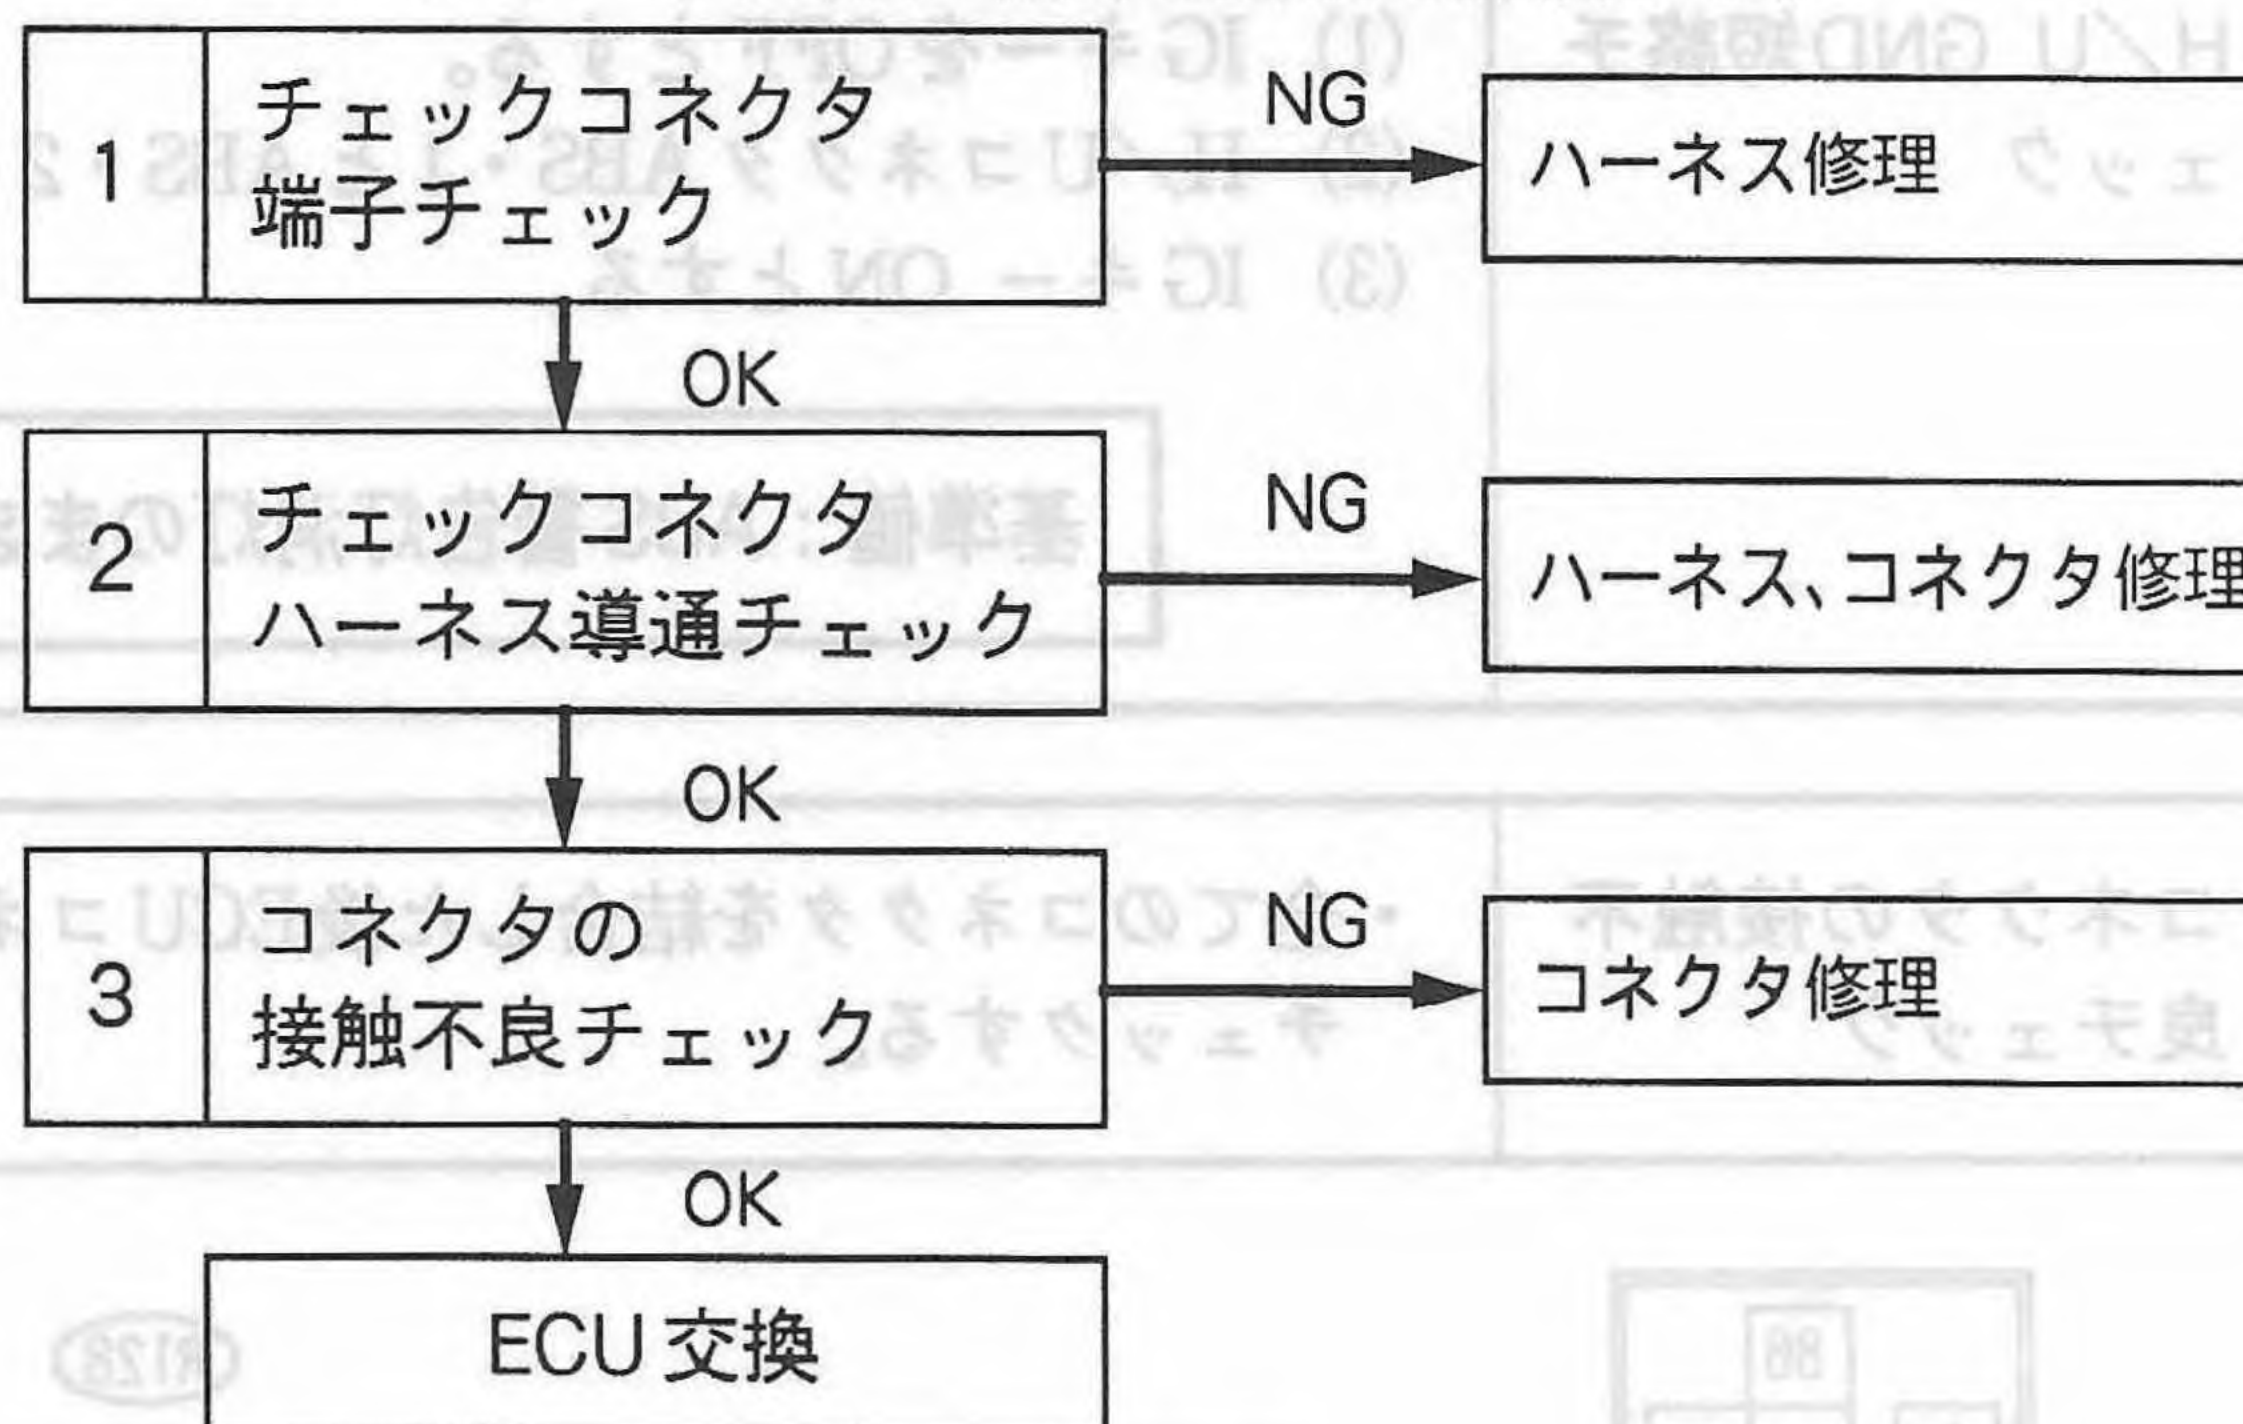 1
チェックコネクタ
端子チェック
NG
ハーネス修理
OK
2
チェックコネクタ
ハーネス導通チェック
NG
ハーネス、コネクタ修理
OK
3
コネクタの
接触不良チェック
NG
コネクタ修理
OK
ECU交換